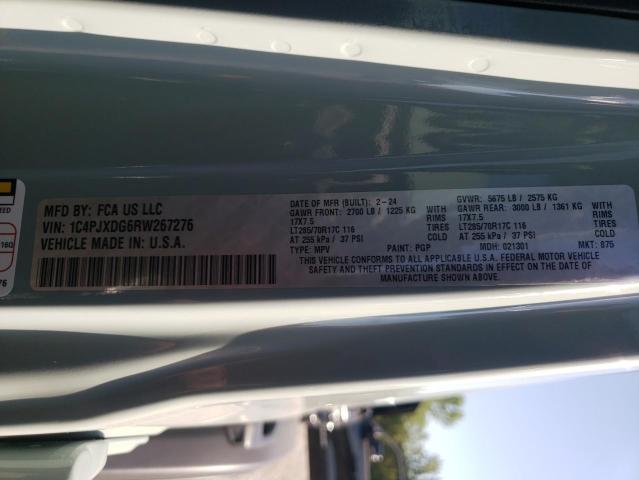 MFD BY: FCA US LLC
VIN: 1C4PJXDG6RW267276
VEHICLE MADE IN U.S.A.
DATE OF MFR (BUILT): 2-24 GVWR: 5675 LB / 2575 KG
GAWR FRONT: 2700 LB / 1225 KG WITH GAWR REAR: 3000 LB / 1361 KG WITH
17X7.5 RIMS 17X7.5 RIMS
LT285/70R17C 116 TIRES LT285/70R17C 116 TIRES
AT 255 kPa / 37 PSI COLD AT 255 kPa / 37 PSI COLD
TYPE: MPV PAINT: PGP MDH: 021301 MKT: 875
THIS VEHICLE CONFORMS TO ALL APPLICABLE U.S.A. FEDERAL MOTOR VEHICLE
SAFETY AND THEFT PREVENTION STANDARDS IN EFFECT ON THE DATE OF
MANUFACTURE SHOWN ABOVE.